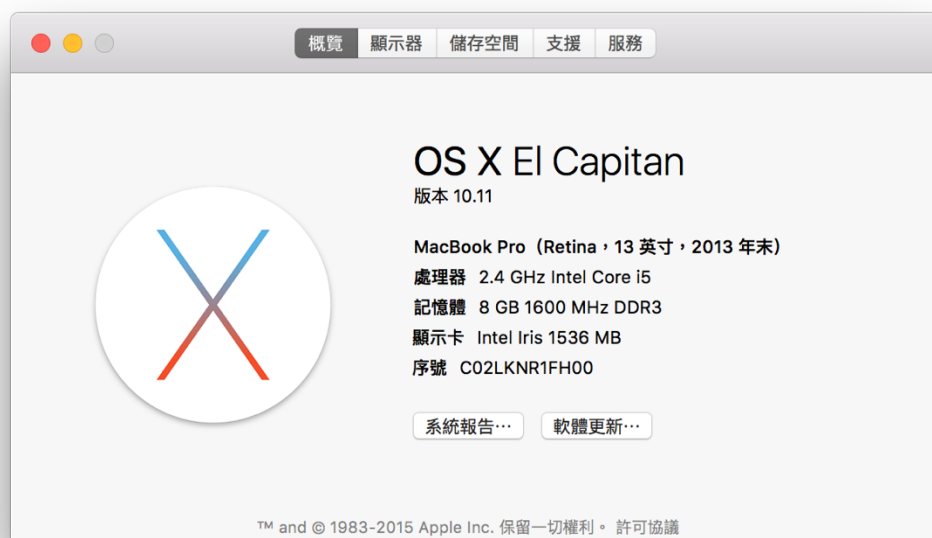 概覽 顯示器 儲存空間 支援 服務
OS X El Capitan
版本 10.11
MacBook Pro（Retina，13 英寸，2013 年末）
處理器 2.4 GHz Intel Core i5
記憶體 8 GB 1600 MHz DDR3
顯示卡 Intel Iris 1536 MB
序號 C02LKNR1FH00
系統報告⋯ 軟體更新⋯
™ and © 1983-2015 Apple Inc. 保留一切權利。 許可協議